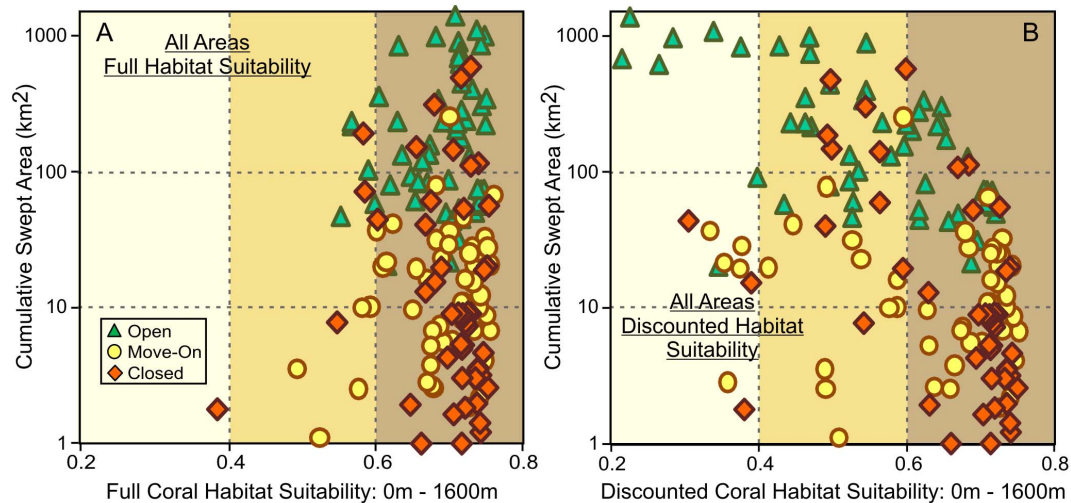 A
All Areas
Full Habitat Suitability
Cumulative Swept Area (km2)
1000
100
10
1
Open
Move-On
Closed
0.2 0.4 0.6 0.8
Full Coral Habitat Suitability: 0m - 1600m
B
All Areas
Discounted Habitat
Suitability
Cumulative Swept Area (km2)
1000
100
10
1
0.2 0.4 0.6 0.8
Discounted Coral Habitat Suitability: 0m - 1600m